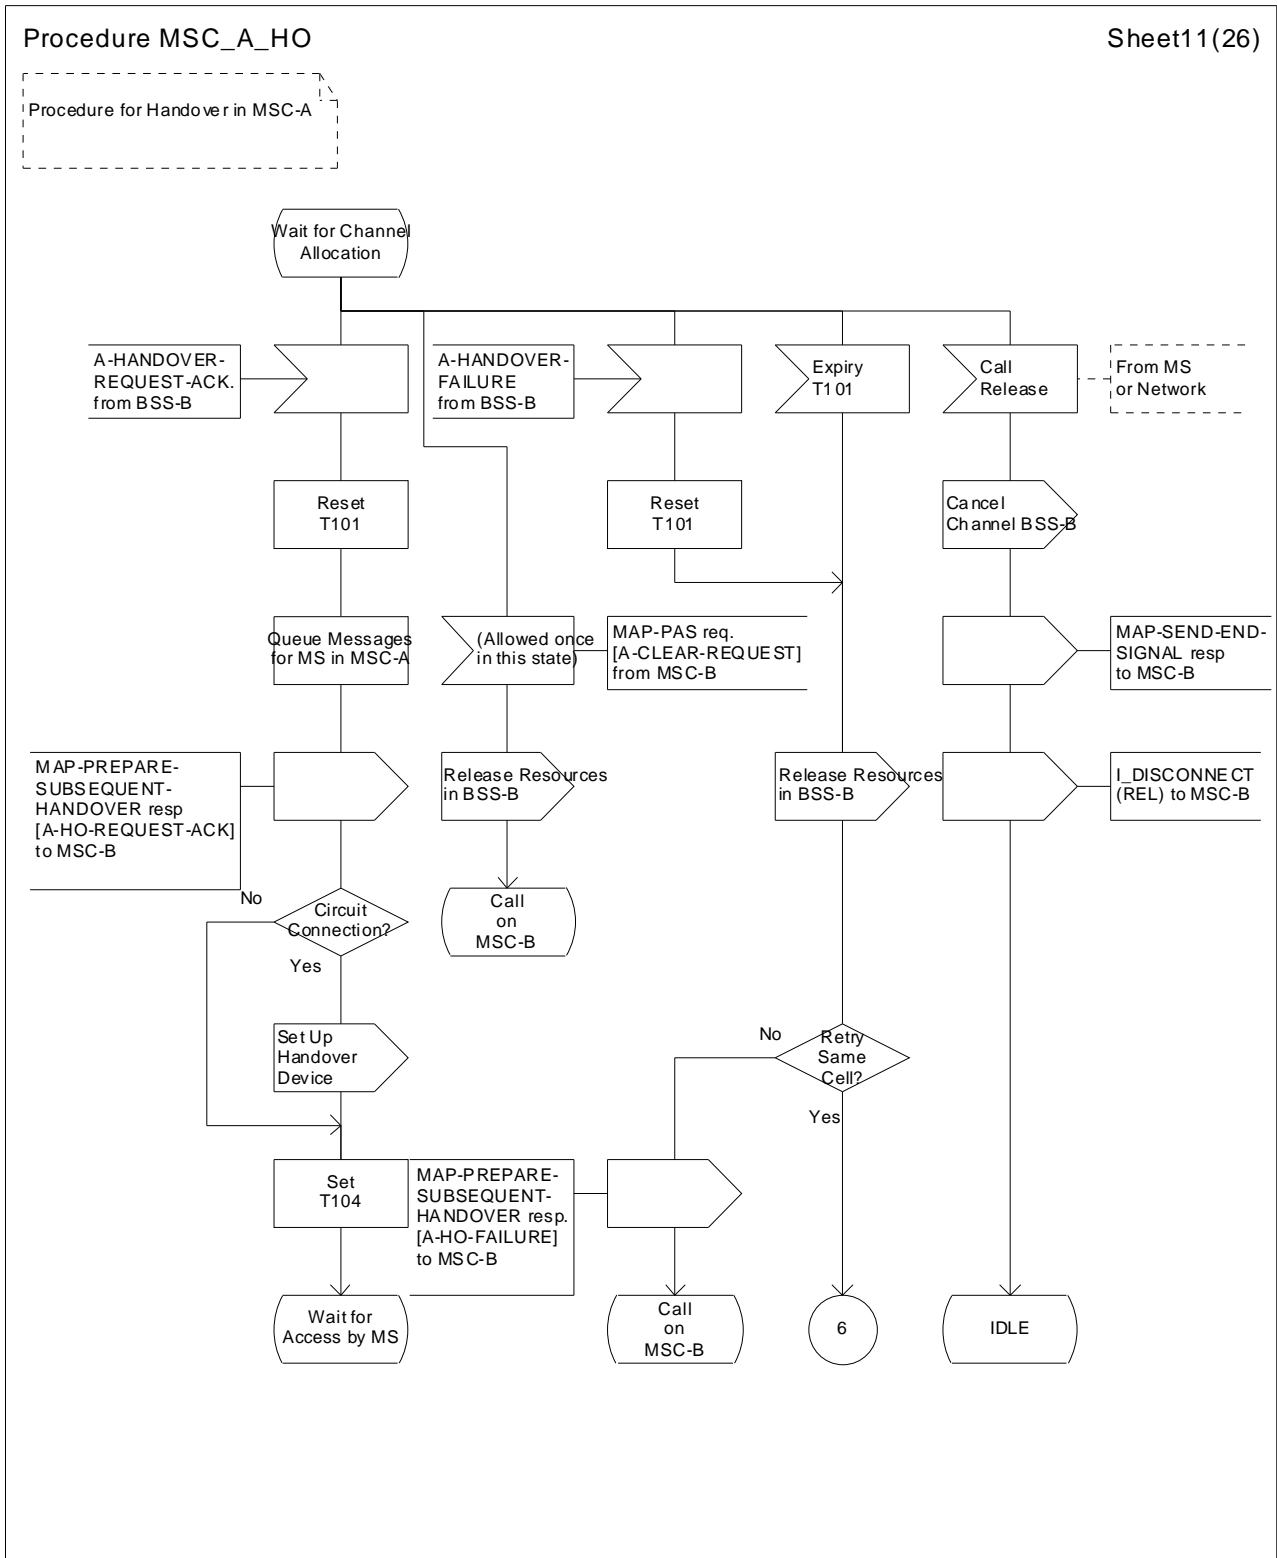 Procedure MSC_A_HO
Sheet11(26)
Procedure for Handover in MSC-A
Wait for Channel
Allocation
A-HANDOVER-
REQUEST-ACK.
from BSS-B
A-HANDOVER-
FAILURE
from BSS-B
Expiry
T101
Call
Release
From MS
or Network
Reset
T101
Reset
T101
Cancel
Channel BSS-B
Queue Messages
for MS in MSC-A
(Allowed once
in this state)
MAP-PAS req.
[A-CLEAR-REQUEST]
from MSC-B
MAP-SEND-END-
SIGNAL resp
to MSC-B
MAP-PREPARE-
SUBSEQUENT-
HANDOVER resp
[A-HO-REQUEST-ACK]
to MSC-B
Release Resources
in BSS-B
Release Resources
in BSS-B
I_DISCONNECT
(REL) to MSC-B
No
Circuit
Connection?
Yes
Call
on
MSC-B
Set Up
Handover
Device
No
Retry
Same
Cell?
Yes
Set
T104
MAP-PREPARE-
SUBSEQUENT-
HANDOVER resp.
[A-HO-FAILURE]
to MSC-B
Wait for
Access by MS
Call
on
MSC-B
6
IDLE